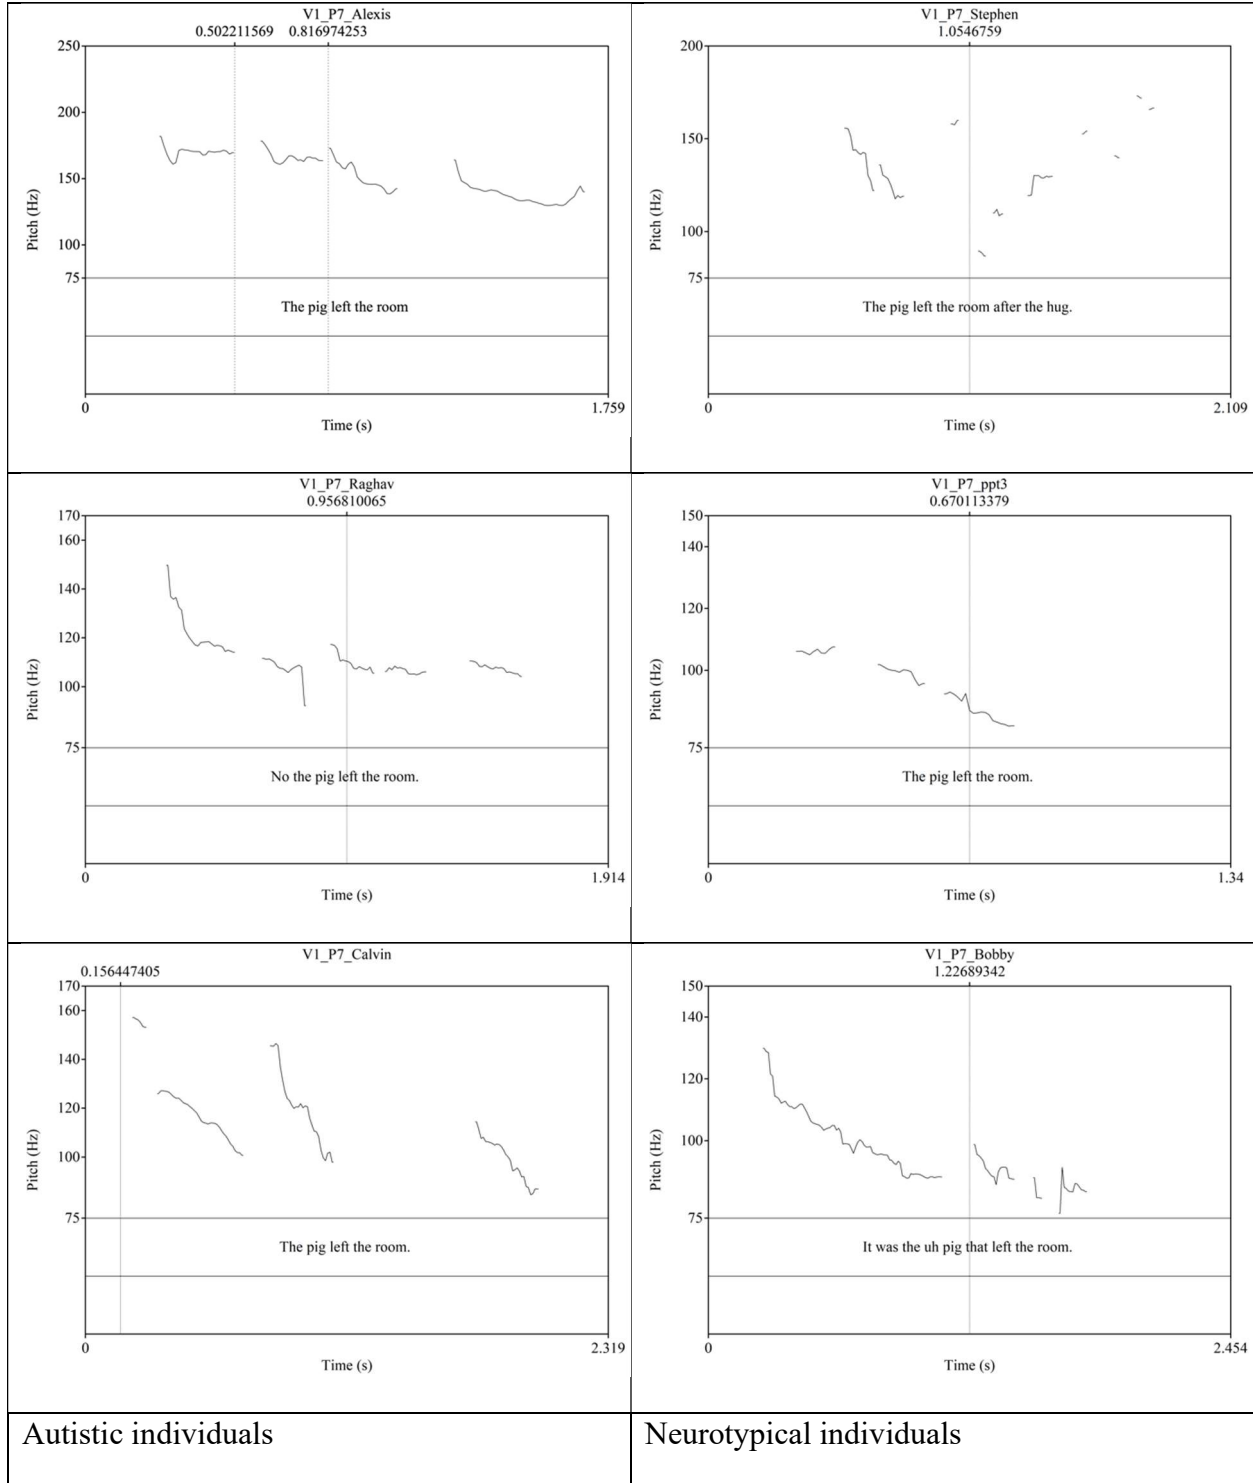 V1_P7_Alexis
0.502211569 0.816974253
250
200
150
100
75
Pitch (Hz)
The pig left the room
0 1.759
Time (s)
V1_P7_Stephen
1.0546759
200
150
100
75
Pitch (Hz)
The pig left the room after the hug.
0 2.109
Time (s)
V1_P7_Raghav
0.956810065
170
160
140
120
100
75
Pitch (Hz)
No the pig left the room.
0 1.914
Time (s)
V1_P7_ppt3
0.670113379
150
140
120
100
75
Pitch (Hz)
The pig left the room.
0 1.34
Time (s)
V1_P7_Calvin
0.156447405
170
160
140
120
100
75
Pitch (Hz)
The pig left the room.
0 2.319
Time (s)
V1_P7_Bobby
1.22689342
150
140
120
100
75
Pitch (Hz)
It was the uh pig that left the room.
0 2.454
Time (s)
Autistic individuals
Neurotypical individuals